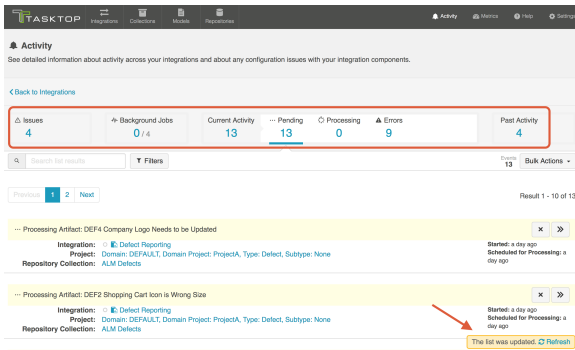 TASKTOP
Integrations
Collections
Models
Repositories
Activity
Metrics
Help
Settings
Activity
See detailed information about activity across your integrations and about any configuration issues with your integration components.
Back to Integrations
Issues
4
Background Jobs
0 / 4
Current Activity
13
Pending
13
Processing
0
Errors
9
Past Activity
4
Search list results
Filters
Events
13
Bulk Actions
Previous 1 2 Next
Result 1 - 10 of 13
Processing Artifact: DEF4 Company Logo Needs to be Updated
Integration: Defect Reporting
Project: Domain: DEFAULT, Domain Project: ProjectA, Type: Defect, Subtype: None
Repository Collection: ALM Defects
Started: a day ago
Scheduled for Processing: a
day ago
Processing Artifact: DEF2 Shopping Cart Icon is Wrong Size
Integration: Defect Reporting
Project: Domain: DEFAULT, Domain Project: ProjectA, Type: Defect, Subtype: None
Repository Collection: ALM Defects
Started: a day ago
Scheduled for Processing: a
day ago
The list was updated. Refresh